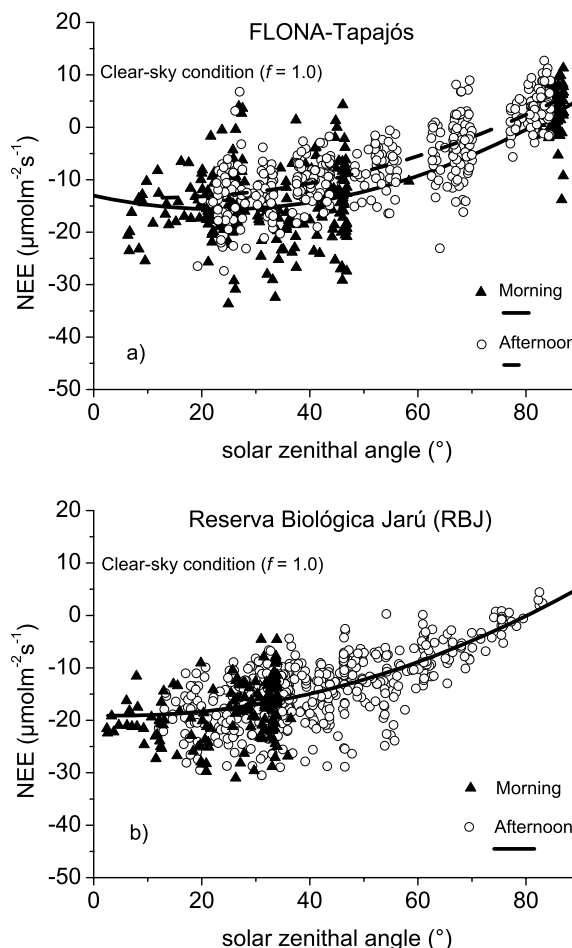 FLONA-Tapajós
Clear-sky condition (f = 1.0)
20
10
0
-10
-20
-30
-40
-50
NEE (µmolm⁻²s⁻¹)
Morning
Afternoon
a)
0 20 40 60 80
solar zenithal angle (°)
Reserva Biológica Jarú (RBJ)
Clear-sky condition (f = 1.0)
20
10
0
-10
-20
-30
-40
-50
NEE (µmolm⁻²s⁻¹)
Morning
Afternoon
b)
0 20 40 60 80
solar zenithal angle (°)